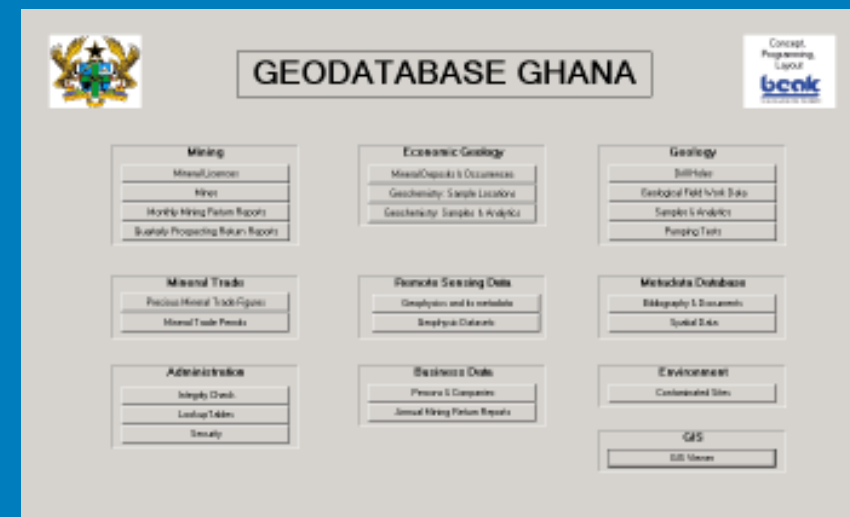 GEODATABASE GHANA
Concept,
Programming,
Layout
beak
Mining
Mineral Licences
Mines
Monthly Mining Return Reports
Quarterly Prospecting Return Reports
Economic Geology
Mineral Deposits & Occurrences
Geochemistry: Sample Locations
Geochemistry: Samples & Analytics
Geology
Drill Holes
Geological Field Work Data
Samples & Analytics
Pumping Tests
Mineral Trade
Precious Mineral Trade Figures
Mineral Trade Permits
Remote Sensing Data
Geophysics and its metadata
Geophysic Datasets
Metadata Database
Bibliography & Documents
Spatial Data
Administration
Integrity Check
Lookup Tables
Security
Business Data
Persons & Companies
Annual Mining Return Reports
Environment
Contaminated Sites
GIS
GIS Viewer